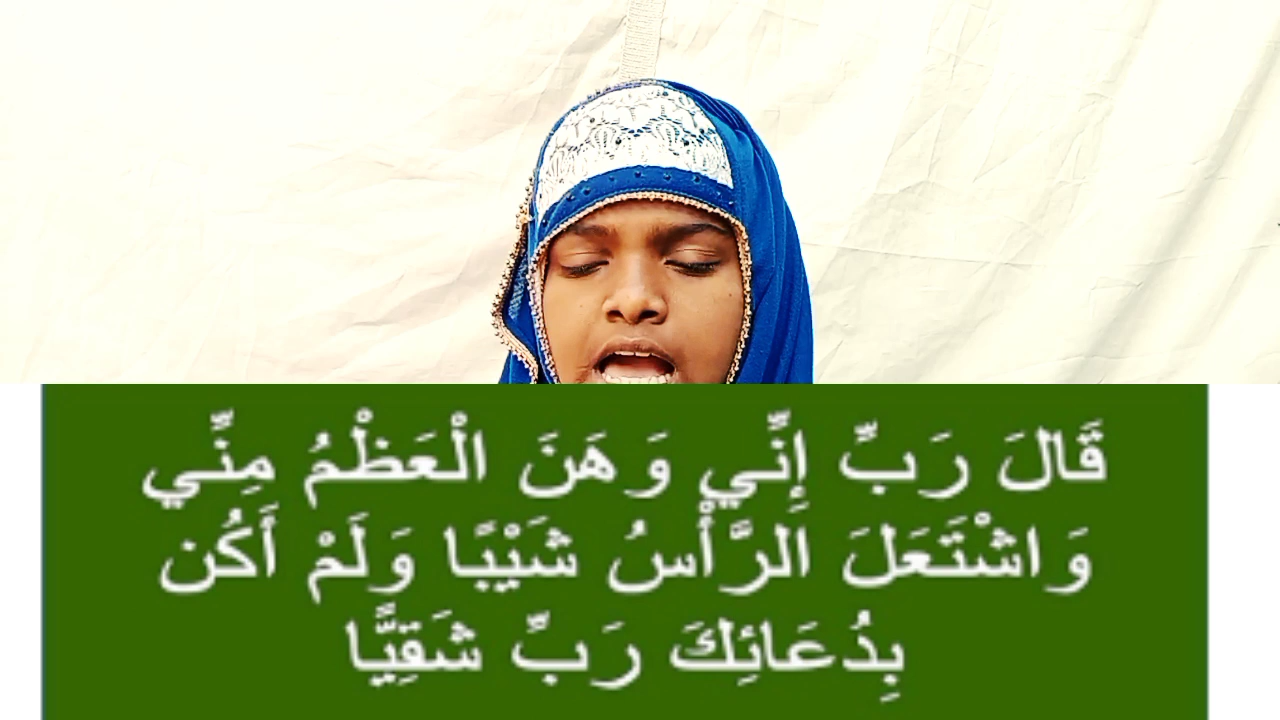 قَالَ رَبِّ إِنِّي وَهَنَ الْعَظْمُ مِنِّي
وَاشْتَعَلَ الرَّأْسُ شَيْبًا وَلَمْ أَكُن
بِدُعَائِكَ رَبِّ شَقِيًّا